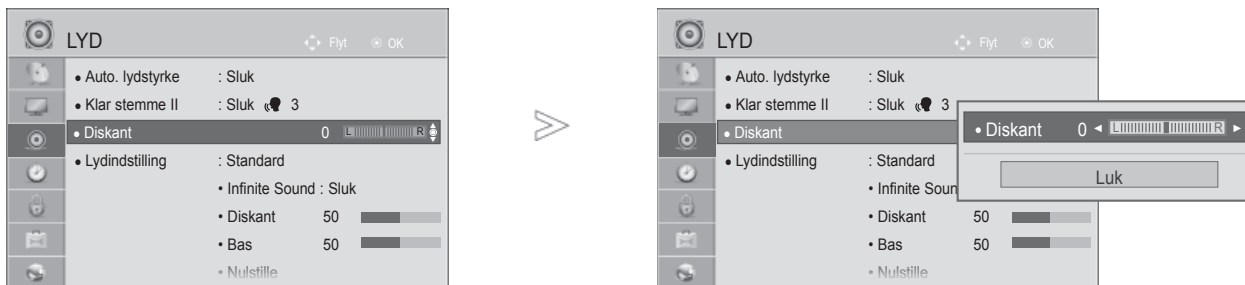 LYD Flyt OK
• Auto. lydstyrke : Sluk
• Klar stemme II : Sluk 3
• Diskant 0 L R
• Lydindstilling : Standard
• Infinite Sound : Sluk
• Diskant 50
• Bas 50
• Nulstille
LYD Flyt OK
• Auto. lydstyrke : Sluk
• Klar stemme II : Sluk 3
• Diskant
• Lydindstilling : Standard
• Infinite Soun
• Diskant 50
• Bas 50
• Nulstille
• Diskant 0 ◄ L R ►
Luk